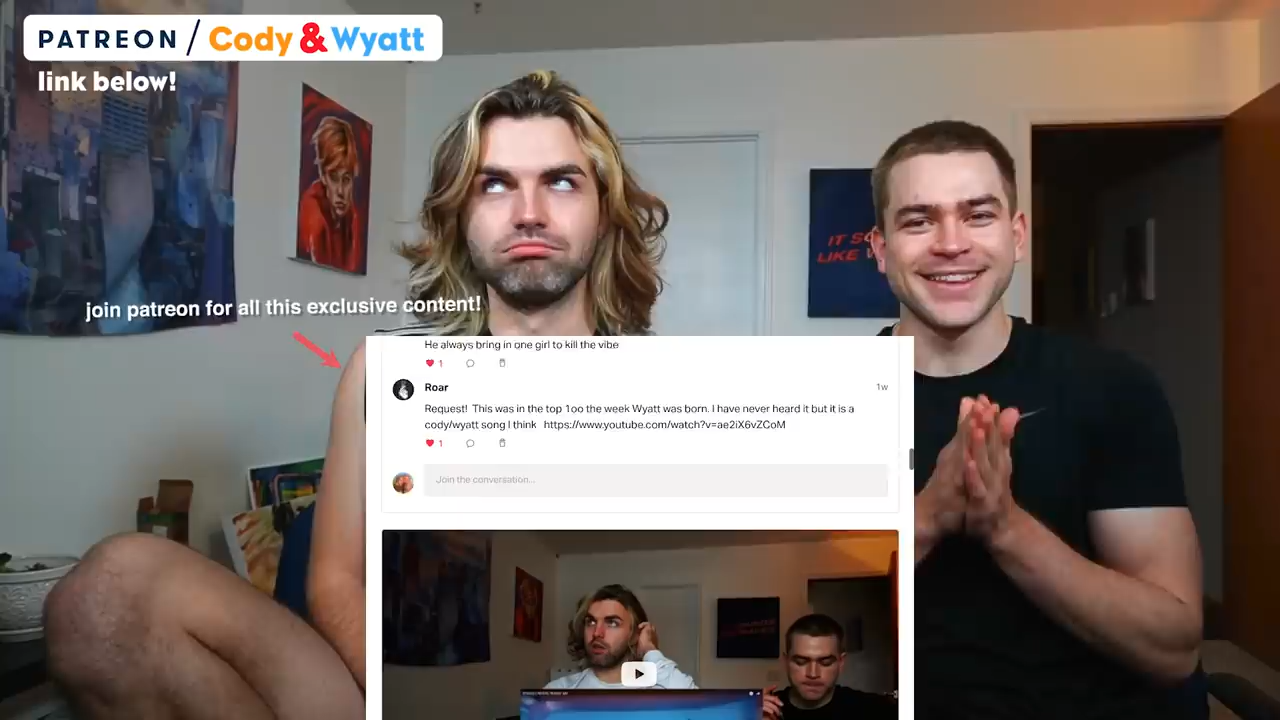 PATREON / Cody & Wyatt
link below!
IT SO
LIKE
join patreon for all this exclusive content!
He always bring in one girl to kill the vibe
1
Roar
1w
Request! This was in the top 1oo the week Wyatt was born. I have never heard it but it is a
cody/wyatt song I think https://www.youtube.com/watch?v=ae2iX6vZCoM
1
Join the conversation...